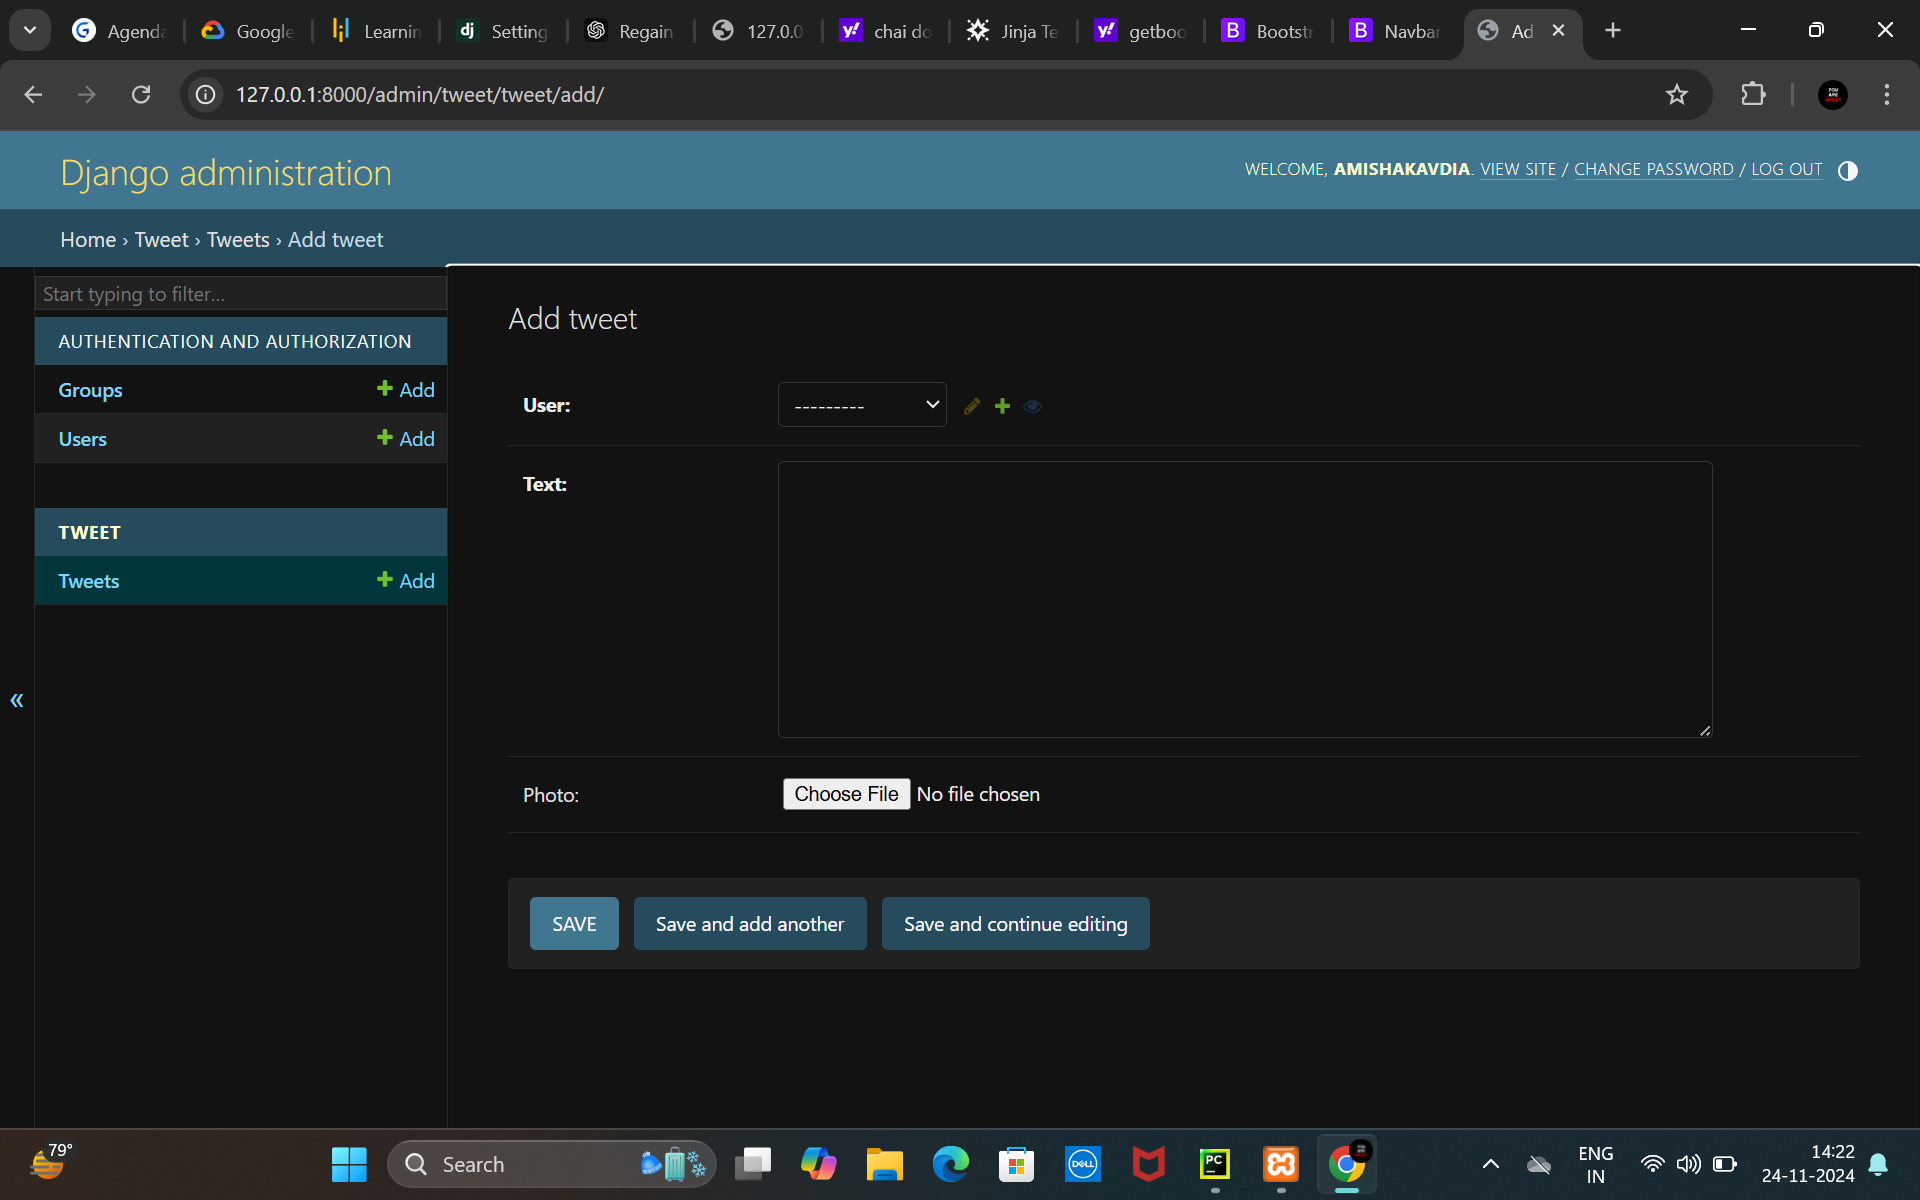 Agenda
Google
Learnin
Setting
Regain
127.0.0
chai do
Jinja Te
getboo
Bootstr
Navbar
Ad
127.0.0.1:8000/admin/tweet/tweet/add/
Django administration
WELCOME, AMISHAKAVDIA. VIEW SITE / CHANGE PASSWORD / LOG OUT
Home › Tweet › Tweets › Add tweet
Start typing to filter...
AUTHENTICATION AND AUTHORIZATION
Groups + Add
Users + Add
TWEET
Tweets + Add
«
Add tweet
User: ---------
Text:
Photo: Choose File No file chosen
SAVE Save and add another Save and continue editing
79°
Search
DELL
PC
ENG
IN
14:22
24-11-2024